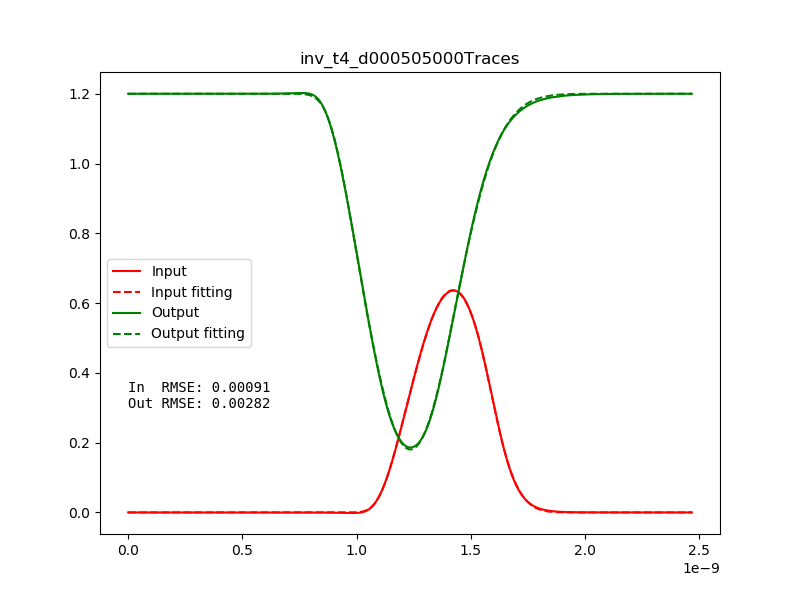 inv_t4_d000505000Traces
1.2
1.0
0.8
0.6
0.4
0.2
0.0
Input
Input fitting
Output
Output fitting
In  RMSE: 0.00091
Out RMSE: 0.00282
0.0 0.5 1.0 1.5 2.0 2.5
1e−9